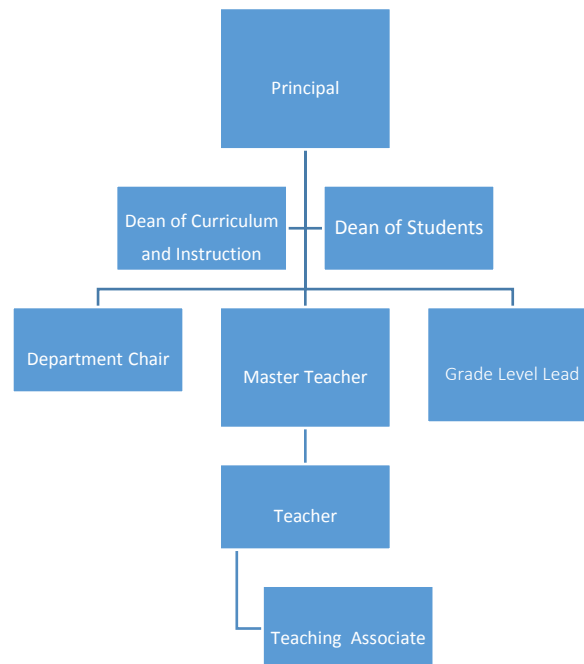 Principal
Dean of Curriculum
and Instruction
Dean of Students
Department Chair
Master Teacher
Grade Level Lead
Teacher
Teaching Associate